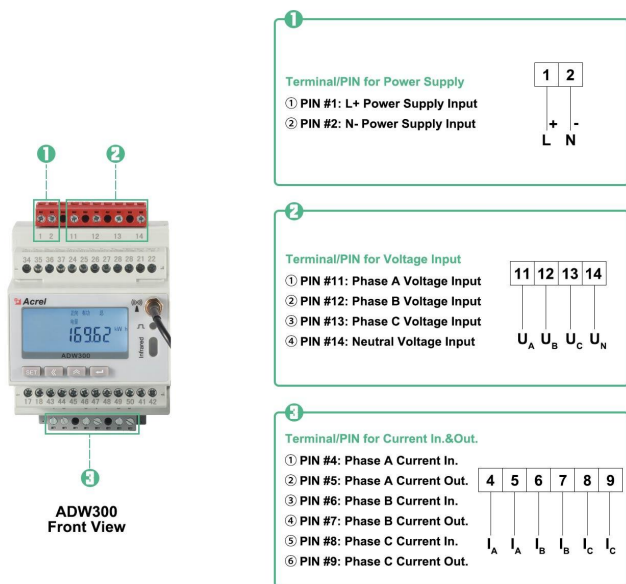 1
2
1 2 11 12 13 14
34 35 36 37 24 25 26 27 28 21 22
Acrel
169.62
Infrared
ADW300
SET
17 18 43 44 45 46 47 48 49 50 41 42
3
ADW300
Front View
1
Terminal/PIN for Power Supply
① PIN #1: L+ Power Supply Input
② PIN #2: N- Power Supply Input
1 2
+ -
L N
2
Terminal/PIN for Voltage Input
① PIN #11: Phase A Voltage Input
② PIN #12: Phase B Voltage Input
③ PIN #13: Phase C Voltage Input
④ PIN #14: Neutral Voltage Input
11 12 13 14
UA UB UC UN
3
Terminal/PIN for Current In.&Out.
① PIN #4: Phase A Current In.
② PIN #5: Phase A Current Out.
③ PIN #6: Phase B Current In.
④ PIN #7: Phase B Current Out.
⑤ PIN #8: Phase C Current In.
⑥ PIN #9: Phase C Current Out.
4 5 6 7 8 9
IA IA IB IB IC IC